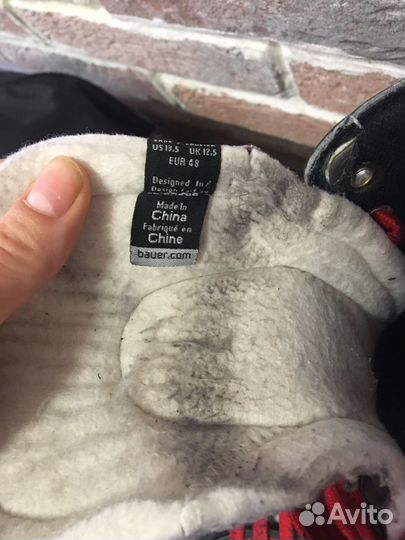 US 13.5 UK 12.5
EUR 48
Designed In/
Made in
China
Fabriqué en
Chine
bauer.com
Avito